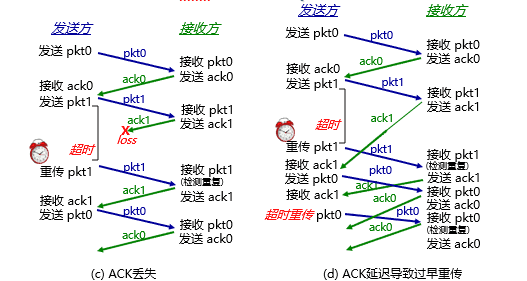 发送方
接收方
发送 pkt0
pkt0
接收 pkt0
发送 ack0
ack0
接收 ack0
发送 pkt1
pkt1
接收 pkt1
发送 ack1
ack1
X
loss
超时
重传 pkt1
pkt1
接收 pkt1
(检测重复)
发送 ack1
ack1
接收 ack1
发送 pkt0
pkt0
接收 pkt0
发送 ack0
ack0
(c) ACK丢失
发送方
接收方
发送 pkt0
pkt0
接收 pkt0
发送 ack0
ack0
接收 ack0
发送 pkt1
pkt1
接收 pkt1
发送 ack1
ack1
超时
重传 pkt1
pkt1
接收 pkt1
(检测重复)
发送 ack1
接收 ack1
发送 pkt0
pkt0
ack1
接收 ack1
接收 pkt0
发送 ack0
ack0
超时重传 pkt0
pkt0
接收 pkt0
(检测重复)
发送 ack0
ack0
(d) ACK延迟导致过早重传